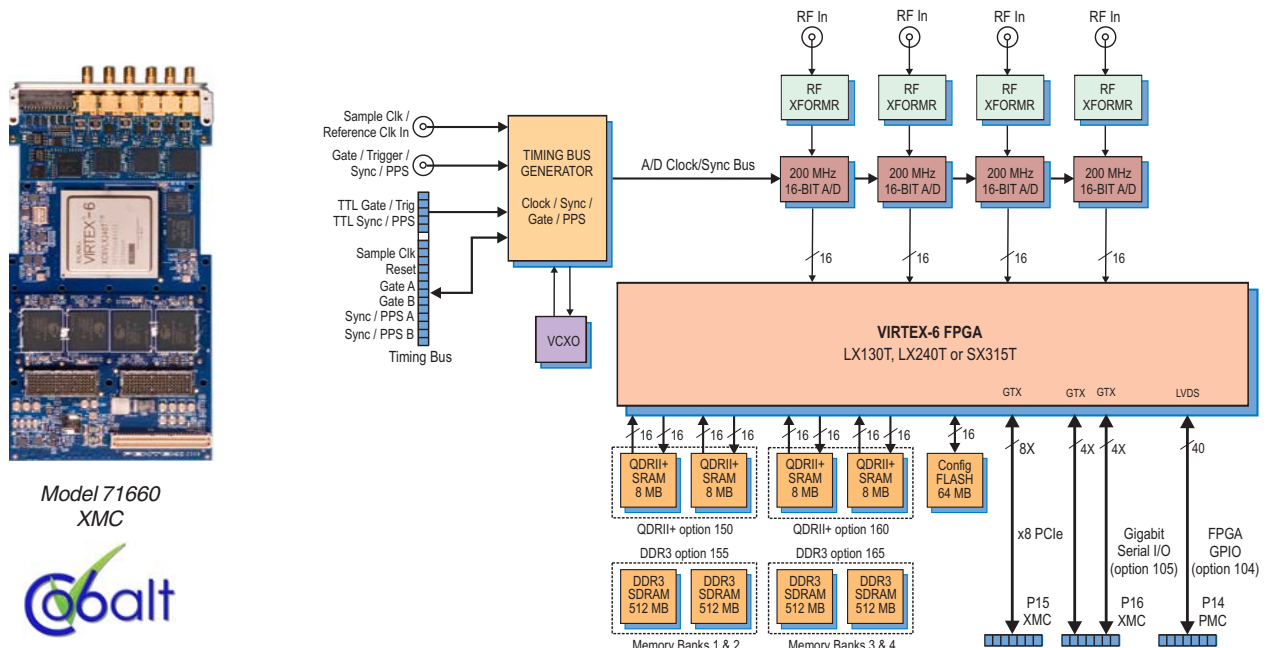 RF In
RF In
RF In
RF In
RF
XFORMR
RF
XFORMR
RF
XFORMR
RF
XFORMR
Sample Clk /
Reference Clk In
Gate / Trigger /
Sync / PPS
TTL Gate / Trig
TTL Sync / PPS
Sample Clk
Reset
Gate A
Gate B
Sync / PPS A
Sync / PPS B
Timing Bus
TIMING BUS
GENERATOR
Clock / Sync /
Gate / PPS
VCXO
A/D Clock/Sync Bus
200 MHz
16-BIT A/D
200 MHz
16-BIT A/D
200 MHz
16-BIT A/D
200 MHz
16-BIT A/D
16
16
16
16
VIRTEX-6 FPGA
LX130T, LX240T or SX315T
GTX
GTX
GTX
LVDS
16
16
16
16
16
16
16
16
16
8X
4X
4X
40
QDRII+
SRAM
8 MB
QDRII+
SRAM
8 MB
QDRII+
SRAM
8 MB
QDRII+
SRAM
8 MB
Config
FLASH
64 MB
QDRII+ option 150
QDRII+ option 160
DDR3 option 155
DDR3 option 165
DDR3
SDRAM
512 MB
DDR3
SDRAM
512 MB
DDR3
SDRAM
512 MB
DDR3
SDRAM
512 MB
Memory Banks 1 & 2
Memory Banks 3 & 4
x8 PCIe
Gigabit
Serial I/O
(option 105)
FPGA
GPIO
(option 104)
P15
XMC
P16
XMC
P14
PMC
XILINX
VIRTEX-6
Model 71660
XMC
Cobalt